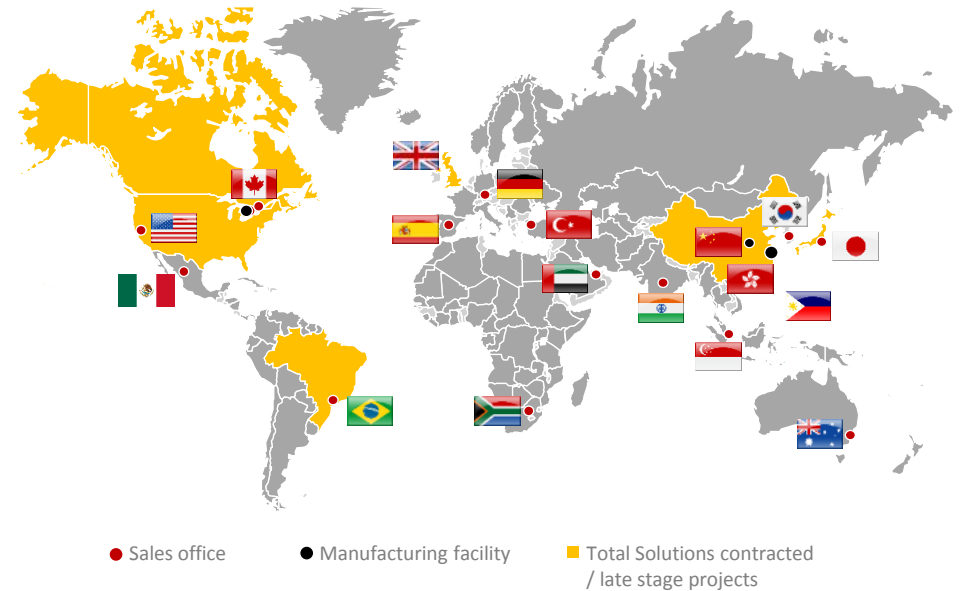 Sales office
Manufacturing facility
Total Solutions contracted
/ late stage projects